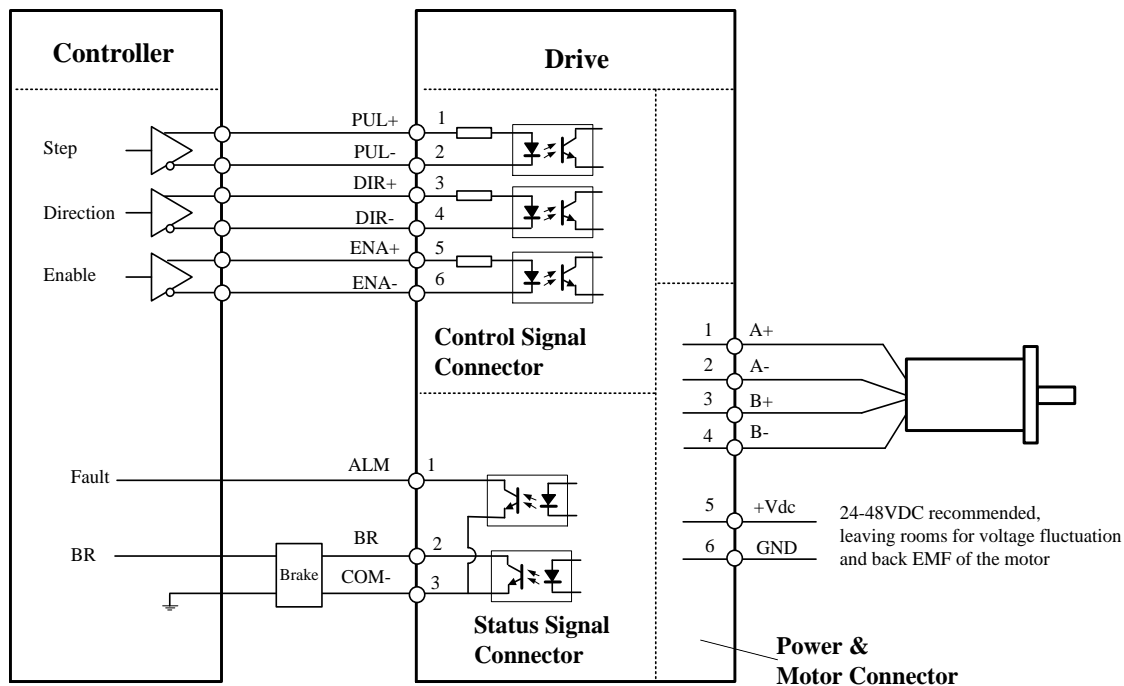 Controller
Drive
Step
PUL+
1
PUL-
2
Direction
DIR+
3
DIR-
4
Enable
ENA+
5
ENA-
6
Control Signal
Connector
1
A+
2
A-
3
B+
4
B-
Fault
ALM
1
BR
BR
2
Brake
COM-
3
Status Signal
Connector
5
+Vdc
6
GND
24-48VDC recommended,
leaving rooms for voltage fluctuation
and back EMF of the motor
Power &
Motor Connector